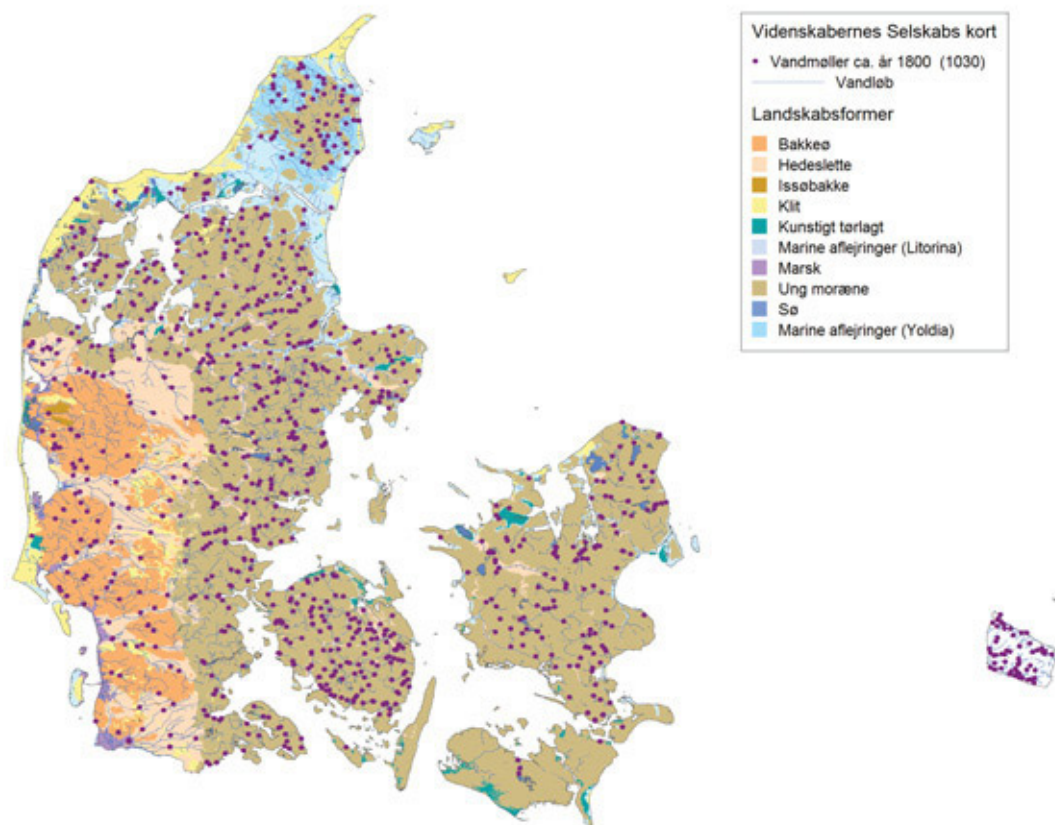 Videnskabernes Selskabs kort
Vandmøller ca. år 1800 (1030)
Vandløb
Landskabsformer
Bakkeø
Hedeslette
Issøbakke
Klit
Kunstigt tørlagt
Marine aflejringer (Litorina)
Marsk
Ung moræne
Sø
Marine aflejringer (Yoldia)